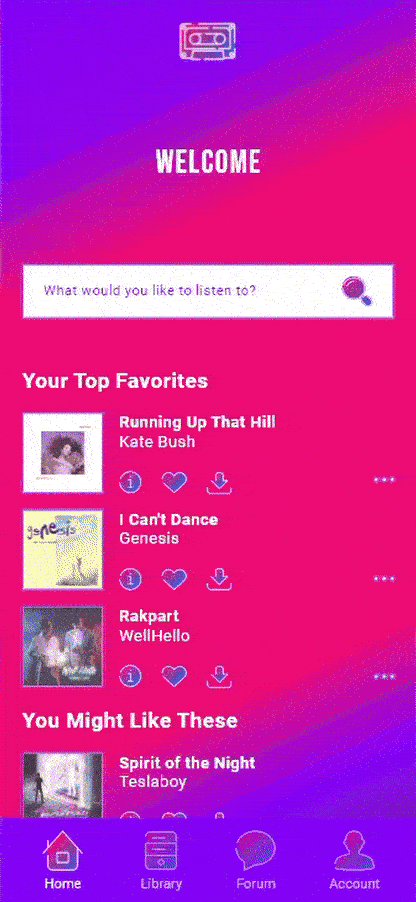 WELCOME
What would you like to listen to?
Your Top Favorites
Running Up That Hill
Kate Bush
genesis
I Can't Dance
Genesis
Rakpart
WellHello
You Might Like These
Spirit of the Night
Teslaboy
Home
Library
Forum
Account